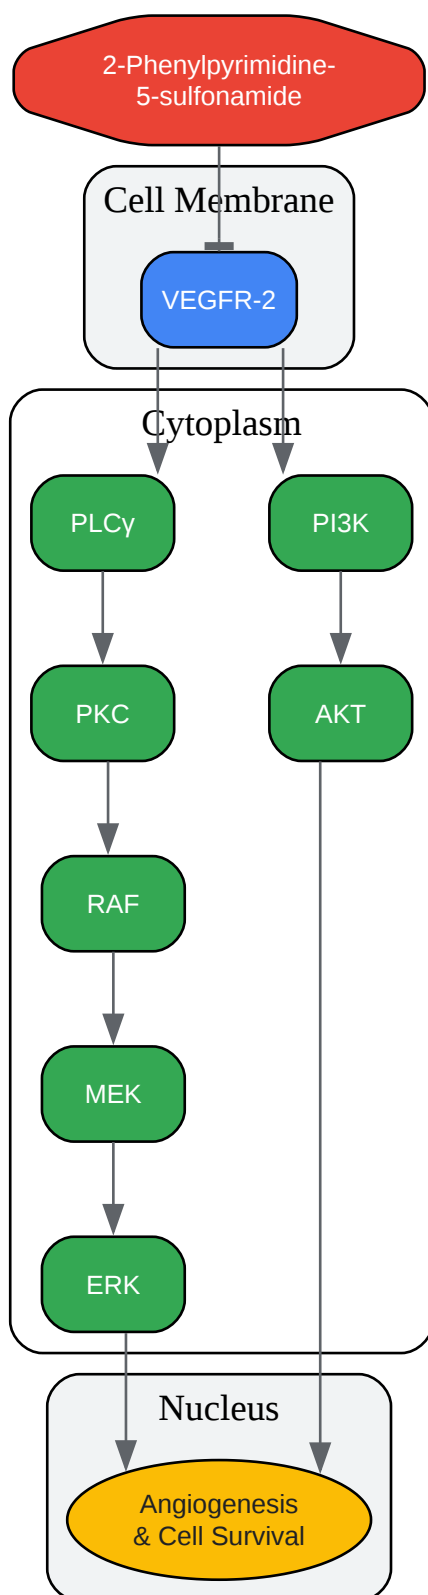 2-Phenylpyrimidine-
5-sulfonamide
Cell Membrane
VEGFR-2
Cytoplasm
PLCγ
PI3K
PKC
AKT
RAF
MEK
ERK
Nucleus
Angiogenesis
& Cell Survival